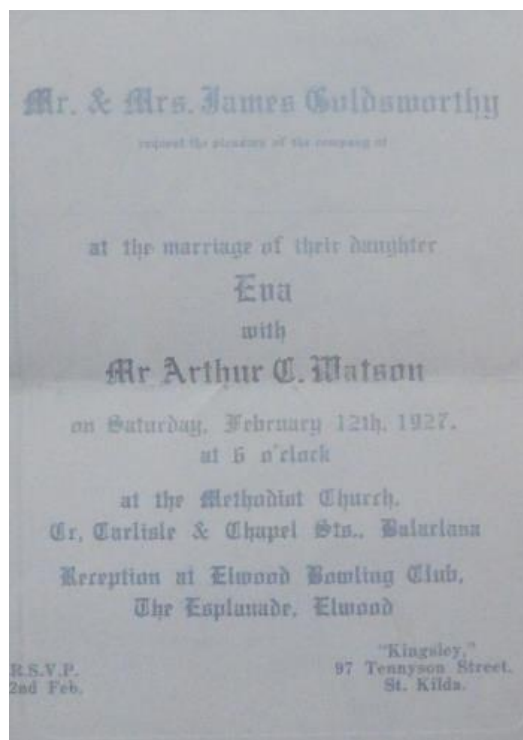 Mr. & Mrs. James Goldsworthy
request the pleasure of the company of
at the marriage of their daughter
Eva
with
Mr Arthur C. Watson
on Saturday, February 12th, 1927,
at 6 o'clock
at the Methodist Church,
Cr, Carlisle & Chapel Sts., Balaclava
Reception at Elwood Bowling Club,
The Esplanade, Elwood
R.S.V.P.
2nd Feb.
"Kingsley,"
97 Tennyson Street,
St. Kilda.